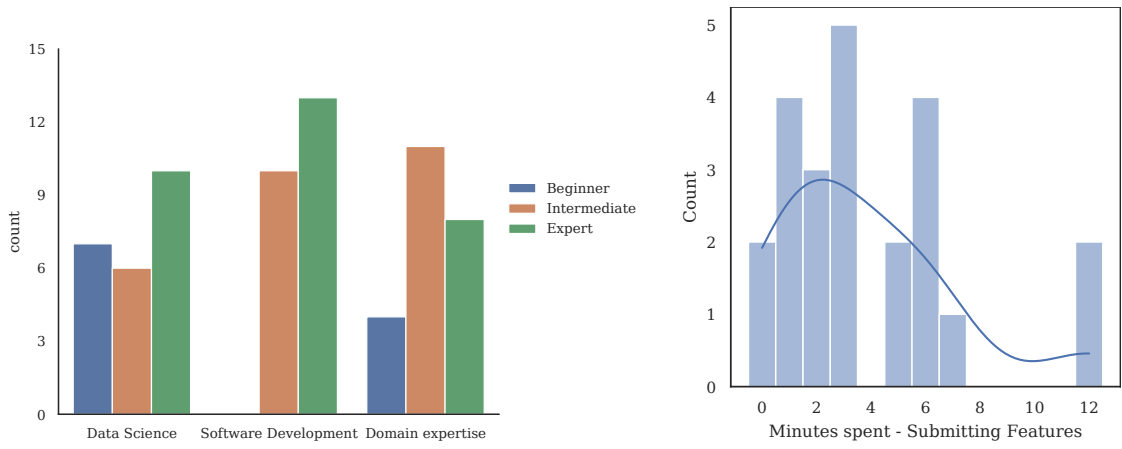 15
12
9
6
3
0
count
Data Science
Software Development
Domain expertise
Beginner
Intermediate
Expert
5
4
3
2
1
0
Count
0
2
4
6
8
10
12
Minutes spent - Submitting Features